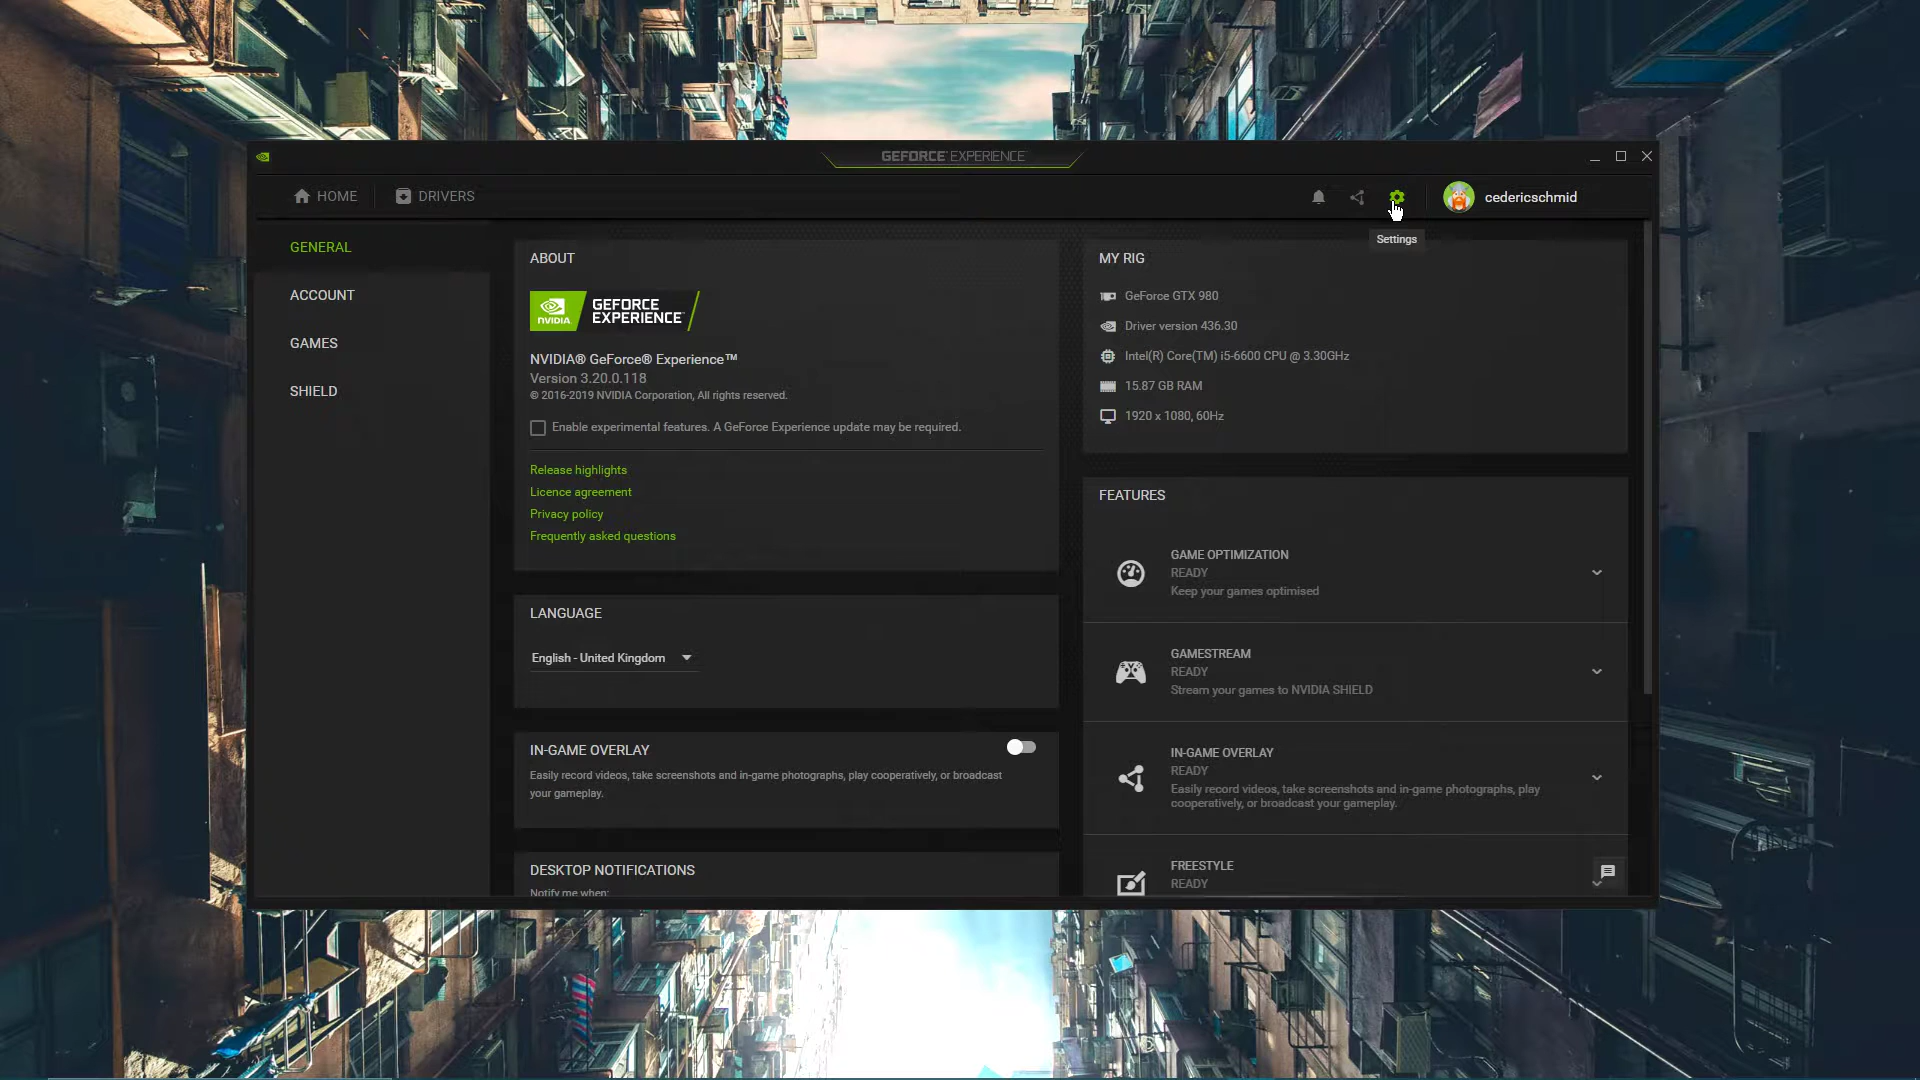 GEFORCE EXPERIENCE
HOME
DRIVERS
cedericschmid
Settings
GENERAL
ACCOUNT
GAMES
SHIELD
ABOUT
NVIDIA
GEFORCE
EXPERIENCE
NVIDIA® GeForce® Experience™
Version 3.20.0.118
© 2016-2019 NVIDIA Corporation, All rights reserved.
Enable experimental features. A GeForce Experience update may be required.
Release highlights
Licence agreement
Privacy policy
Frequently asked questions
LANGUAGE
English - United Kingdom
IN-GAME OVERLAY
Easily record videos, take screenshots and in-game photographs, play cooperatively, or broadcast
your gameplay.
DESKTOP NOTIFICATIONS
Notify me when:
MY RIG
GeForce GTX 980
Driver version 436.30
Intel(R) Core(TM) i5-6600 CPU @ 3.30GHz
15.87 GB RAM
1920 x 1080, 60Hz
FEATURES
GAME OPTIMIZATION
READY
Keep your games optimised
GAMESTREAM
READY
Stream your games to NVIDIA SHIELD
IN-GAME OVERLAY
READY
Easily record videos, take screenshots and in-game photographs, play
cooperatively, or broadcast your gameplay.
FREESTYLE
READY